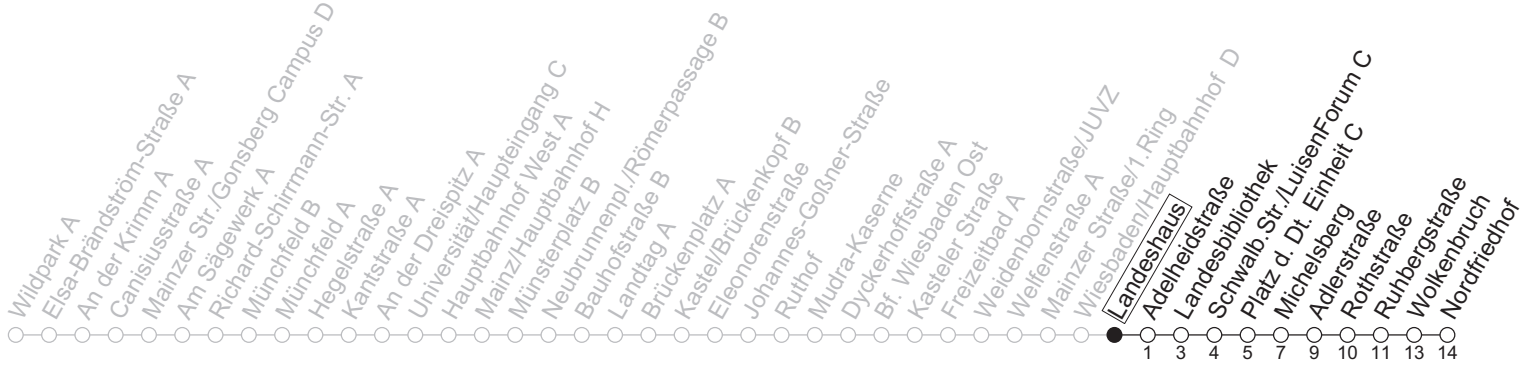 Wildpark A
Elsa-Brändström-Straße A
An der Krimm A
Canisiusstraße A
Mainzer Str./Gonsberg Campus D
Am Sägewerk A
Richard-Schirrmann-Str. A
Münchfeld B
Münchfeld A
Hegelstraße A
Kantstraße A
An der Dreispitz A
Universität/Haupteingang C
Hauptbahnhof West A
Mainz/Hauptbahnhof H
Münsterplatz B
Neubrunnenpl./Römerpassage B
Bauhofstraße B
Landtag A
Brückenplatz A
Kastel/Brückenkopf B
Eleonorenstraße
Johannes-Goßner-Straße
Ruthof
Mudra-Kaserne
Dyckerhoffstraße A
Bf. Wiesbaden Ost
Kasteler Straße
Freizeitbad A
Weidenbornstraße/JUVZ
Welfenstraße A
Mainzer Straße/1.Ring
Wiesbaden/Hauptbahnhof D
Landeshaus
Adelheidstraße
Landesbibliothek
Schwalb. Str./LuisenForum C
Platz d. Dt. Einheit C
Michelsberg
Adlerstraße
Rothstraße
Ruhbergstraße
Wolkenbruch
Nordfriedhof
1 3 4 5 7 9 10 11 13 14